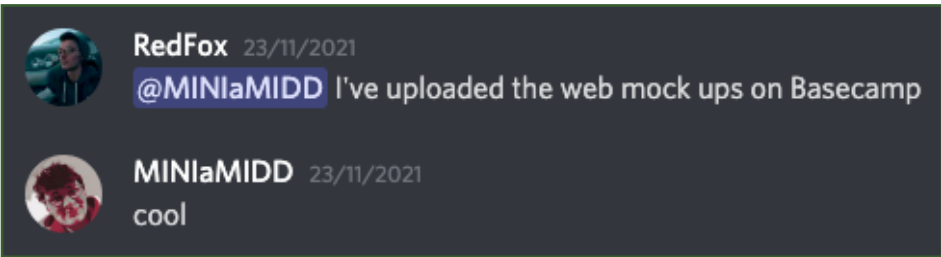 RedFox 23/11/2021
@MINIaMIDD I've uploaded the web mock ups on Basecamp
MINIaMIDD 23/11/2021
cool